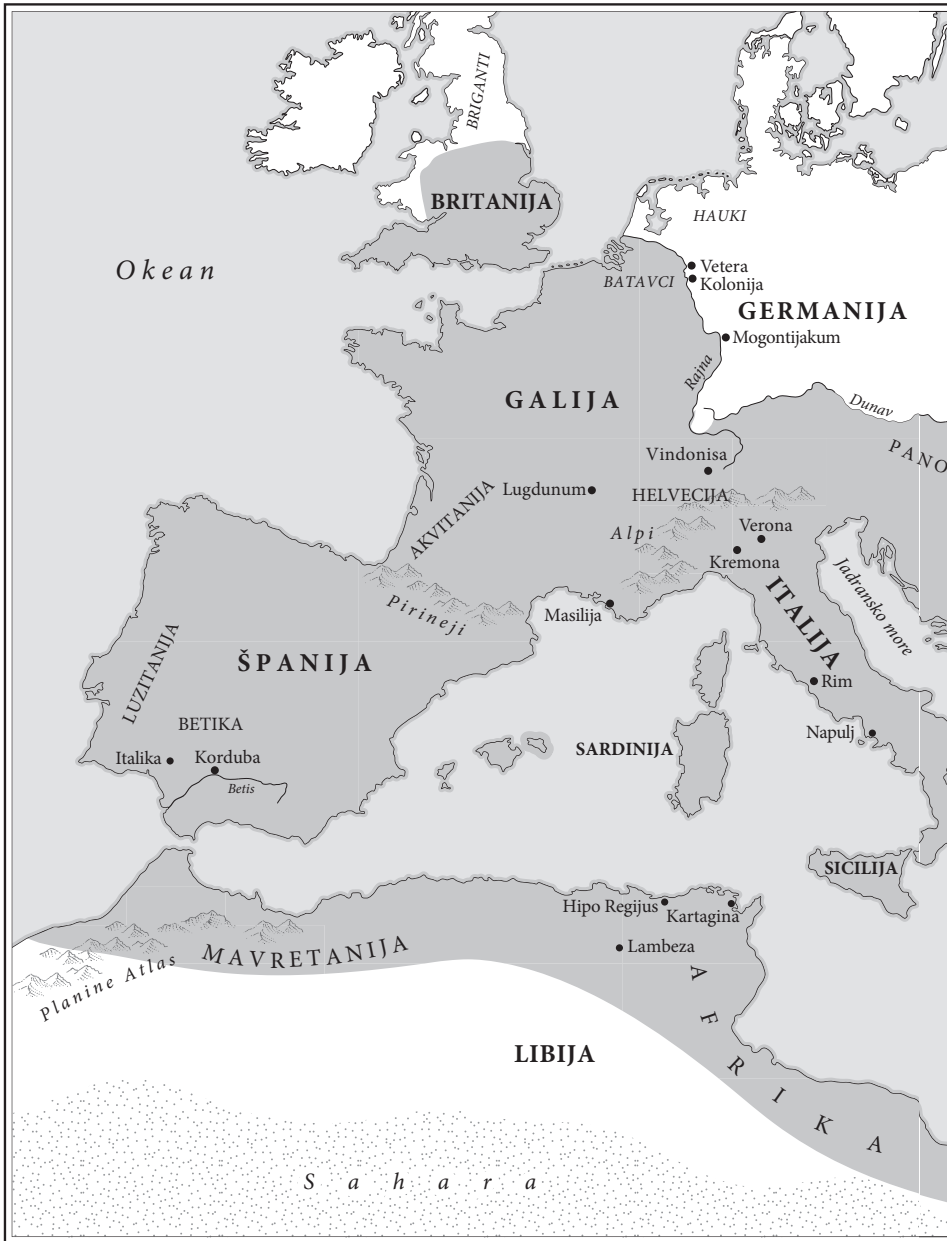 BRIGANTI
BRITANIJA
HAUKI
Okean
Vetera
BATAVCI
Kolonija
GERMANIJA
Mogontijakum
Rajna
GALIJA
Dunav
PANO
Vindonisa
Lugdunum
HELVECIJA
AKVITANIJA
Alpi
Verona
Kremona
Jadransko more
ITALIJA
Pirineji
Masilija
ŠPANIJA
LUZITANIJA
Rim
BETIKA
Napulj
SARDINIJA
Italika
Korduba
Betis
SICILIJA
Hipo Regijus
Kartagina
MAVRETANIJA
Lambeza
Planine Atlas
AFRIKA
LIBIJA
Sahara